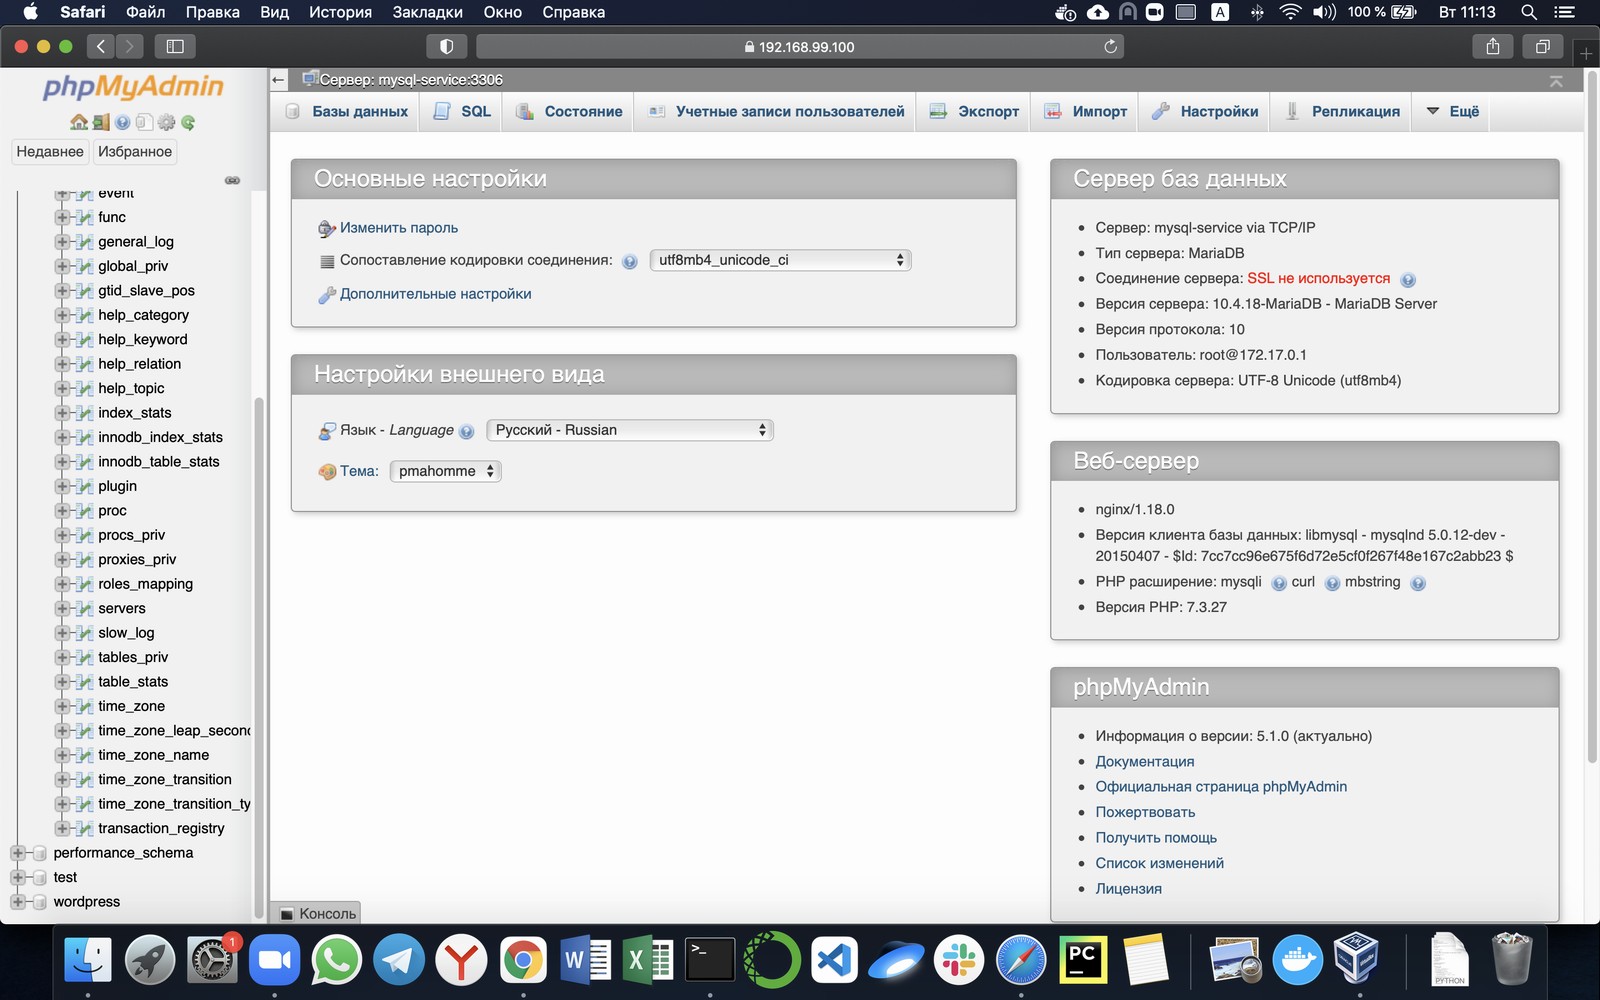 Safari Файл Правка Вид История Закладки Окно Справка
A 100 % Вт 11:13
192.168.99.100
phpMyAdmin
Недавнее Избранное
event
func
general_log
global_priv
gtid_slave_pos
help_category
help_keyword
help_relation
help_topic
index_stats
innodb_index_stats
innodb_table_stats
plugin
proc
procs_priv
proxies_priv
roles_mapping
servers
slow_log
tables_priv
table_stats
time_zone
time_zone_leap_second
time_zone_name
time_zone_transition
time_zone_transition_ty
transaction_registry
performance_schema
test
wordpress
Сервер: mysql-service:3306
Базы данных SQL Состояние Учетные записи пользователей Экспорт Импорт Настройки Репликация Ещё
Основные настройки
Изменить пароль
Сопоставление кодировки соединения: utf8mb4_unicode_ci
Дополнительные настройки
Настройки внешнего вида
Язык - Language Русский - Russian
Тема: pmahomme
Сервер баз данных
Сервер: mysql-service via TCP/IP
Тип сервера: MariaDB
Соединение сервера: SSL не используется
Версия сервера: 10.4.18-MariaDB - MariaDB Server
Версия протокола: 10
Пользователь: root@172.17.0.1
Кодировка сервера: UTF-8 Unicode (utf8mb4)
Веб-сервер
nginx/1.18.0
Версия клиента базы данных: libmysql - mysqlnd 5.0.12-dev -
20150407 - $Id: 7cc7cc96e675f6d72e5cf0f267f48e167c2abb23 $
PHP расширение: mysqli curl mbstring
Версия PHP: 7.3.27
phpMyAdmin
Информация о версии: 5.1.0 (актуально)
Документация
Официальная страница phpMyAdmin
Пожертвовать
Получить помощь
Список изменений
Лицензия
Консоль
1
W X >_ PC
PYTHON